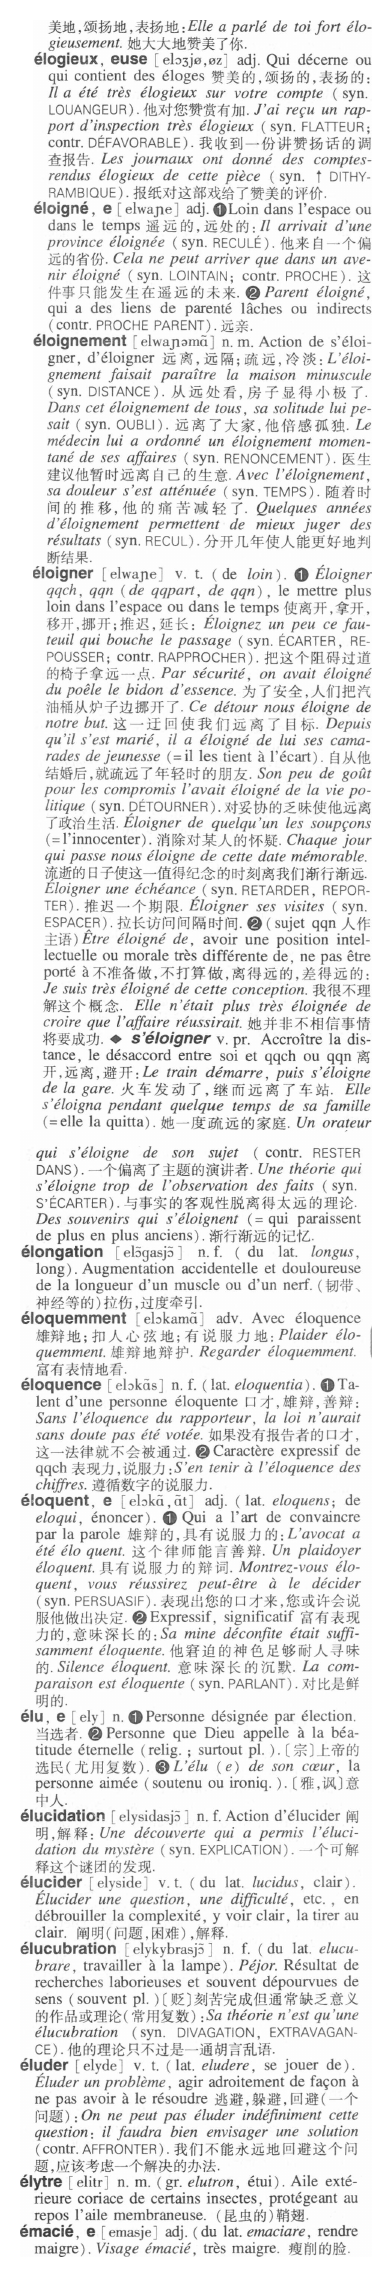 美地,颂扬地,表扬地:Elle a parlé de toi fort élo-
gieusement. 她大大地赞美了你.
élogieux, euse [elɔʒjø,øz] adj. Qui décerne ou
qui contient des éloges 赞美的,颂扬的,表扬的:
Il a été très élogieux sur votre compte (syn.
LOUANGEUR). 他对您赞赏有加. J'ai reçu un rap-
port d'inspection très élogieux (syn. FLATTEUR;
contr. DÉFAVORABLE). 我收到一份讲赞扬话的调
查报告. Les journaux ont donné des comptes-
rendus élogieux de cette pièce (syn. ↑ DITHY-
RAMBIQUE). 报纸对这部戏给了赞美的评价.
éloigné, e [elwaɲe] adj. ❶Loin dans l'espace ou
dans le temps 遥远的,远处的:Il arrivait d'une
province éloignée (syn. RECULÉ). 他来自一个偏
远的省份. Cela ne peut arriver que dans un ave-
nir éloigné (syn. LOINTAIN; contr. PROCHE). 这
件事只能发生在遥远的未来. ❷ Parent éloigné,
qui a des liens de parenté lâches ou indirects
(contr. PROCHE PARENT). 远亲.
éloignement [elwaɲəmã] n. m. Action de s'éloi-
gner, d'éloigner 远离,远隔;疏远,冷淡:L'éloi-
gnement faisait paraître la maison minuscule
(syn. DISTANCE). 从远处看,房子显得小极了.
Dans cet éloignement de tous, sa solitude lui pe-
sait (syn. OUBLI). 远离了大家,他倍感孤独. Le
médecin lui a ordonné un éloignement momen-
tané de ses affaires (syn. RENONCEMENT). 医生
建议他暂时远离自己的生意. Avec l'éloignement,
sa douleur s'est atténuée (syn. TEMPS). 随着时
间的推移,他的痛苦减轻了. Quelques années
d'éloignement permettent de mieux juger des
résultats (syn. RECUL). 分开几年使人能更好地判
断结果.
éloigner [elwaɲe] v. t. (de loin). ❶ Éloigner
qqch, qqn (de qqpart, de qqn), le mettre plus
loin dans l'espace ou dans le temps 使离开,拿开,
移开,挪开;推迟,延长: Éloignez un peu ce fau-
teuil qui bouche le passage (syn. ÉCARTER, RE-
POUSSER; contr. RAPPROCHER). 把这个阻碍过道
的椅子拿远一点. Par sécurité, on avait éloigné
du poêle le bidon d'essence. 为了安全,人们把汽
油桶从炉子边挪开了. Ce détour nous éloigne de
notre but. 这一迂回使我们远离了目标. Depuis
qu'il s'est marié, il a éloigné de lui ses cama-
rades de jeunesse (=il les tient à l'écart). 自从他
结婚后,就疏远了年轻时的朋友. Son peu de goût
pour les compromis l'avait éloigné de la vie po-
litique (syn. DÉTOURNER). 对妥协的乏味使他远离
了政治生活. Éloigner de quelqu'un les soupçons
(=l'innocenter). 消除对某人的怀疑. Chaque jour
qui passe nous éloigne de cette date mémorable.
流逝的日子使这一值得纪念的时刻离我们渐行渐远.
Éloigner une échéance (syn. RETARDER, REPOR-
TER). 推迟一个期限. Éloigner ses visites (syn.
ESPACER). 拉长访问间隔时间. ❷ (sujet qqn 人作
主语) Être éloigné de, avoir une position intel-
lectuelle ou morale très différente de, ne pas être
porté à 不准备做,不打算做,离得远的,差得远的:
Je suis très éloigné de cette conception. 我很不理
解这个概念. Elle n'était plus très éloignée de
croire que l'affaire réussirait. 她并非不相信事情
将要成功. ◆ s'éloigner v. pr. Accroître la dis-
tance, le désaccord entre soi et qqch ou qqn 离
开,远离,避开:Le train démarre, puis s'éloigne
de la gare. 火车发动了,继而远离了车站. Elle
s'éloigna pendant quelque temps de sa famille
(=elle la quitta). 她一度疏远的家庭. Un orateur
qui s'éloigne de son sujet (contr. RESTER
DANS). 一个偏离了主题的演讲者. Une théorie qui
s'éloigne trop de l'observation des faits (syn.
S'ÉCARTER). 与事实的客观性脱离得太远的理论.
Des souvenirs qui s'éloignent (= qui paraissent
de plus en plus anciens). 渐行渐远的记忆.
élongation [elɔ̃gasjɔ̃] n. f. (du lat. longus,
long). Augmentation accidentelle et douloureuse
de la longueur d'un muscle ou d'un nerf. (韧带、
神经等的)拉伤,过度牵引.
éloquemment [elɔkamã] adv. Avec éloquence
雄辩地;扣人心弦地;有说服力地:Plaider élo-
quemment. 雄辩地辩护. Regarder éloquemment.
富有表情地看.
éloquence [elɔkãs] n. f. (lat. eloquentia). ❶Ta-
lent d'une personne éloquente 口才,雄辩,善辩:
Sans l'éloquence du rapporteur, la loi n'aurait
sans doute pas été votée. 如果没有报告者的口才,
这一法律就不会被通过. ❷Caractère expressif de
qqch 表现力,说服力:S'en tenir à l'éloquence des
chiffres. 遵循数字的说服力.
éloquent, e [elɔkã,ãt] adj. (lat. eloquens; de
eloqui, énoncer). ❶ Qui a l'art de convaincre
par la parole 雄辩的,具有说服力的:L'avocat a
été élo quent. 这个律师能言善辩. Un plaidoyer
éloquent. 具有说服力的辩词. Montrez-vous élo-
quent, vous réussirez peut-être à le décider
(syn. PERSUASIF). 表现出您的口才来,您或许会说
服他做出决定. ❷Expressif, significatif 富有表现
力的,意味深长的:Sa mine déconfite était suffi-
samment éloquente. 他窘迫的神色足够耐人寻味
的. Silence éloquent. 意味深长的沉默. La com-
paraison est éloquente (syn. PARLANT). 对比是鲜
明的.
élu, e [ely] n. ❶Personne désignée par élection.
当选者. ❷Personne que Dieu appelle à la béa-
titude éternelle (relig. ; surtout pl. ). [宗]上帝的
选民(尤用复数). ❸L'élu (e) de son cœur, la
personne aimée (soutenu ou ironiq. ). [雅,讽]意
中人.
élucidation [elysidasjɔ̃] n. f. Action d'élucider 阐
明,解释: Une découverte qui a permis l'éluci-
dation du mystère (syn. EXPLICATION). 一个可解
释这个谜团的发现.
élucider [elyside] v. t. (du lat. lucidus, clair).
Élucider une question, une difficulté, etc. , en
débrouiller la complexité, y voir clair, la tirer au
clair. 阐明(问题,困难),解释.
élucubration [elykybrasjɔ̃] n. f. (du lat. elucu-
brare, travailler à la lampe). Péjor. Résultat de
recherches laborieuses et souvent dépourvues de
sens (souvent pl. )[贬]刻苦完成但通常缺乏意义
的作品或理论(常用复数):Sa théorie n'est qu'une
élucubration (syn. DIVAGATION, EXTRAVAGAN-
CE). 他的理论只不过是一通胡言乱语.
éluder [elyde] v. t. (lat. eludere, se jouer de).
Éluder un problème, agir adroitement de façon à
ne pas avoir à le résoudre 逃避,躲避,回避(一个
问题):On ne peut pas éluder indéfiniment cette
question: il faudra bien envisager une solution
(contr. AFFRONTER). 我们不能永远地回避这个问
题,应该考虑一个解决的办法.
élytre [elitr] n. m. (gr. elutron, étui). Aile exté-
rieure coriace de certains insectes, protégeant au
repos l'aile membraneuse. (昆虫的)鞘翅.
émacié, e [emasje] adj. (du lat. emaciare, rendre
maigre). Visage émacié, très maigre. 瘦削的脸.